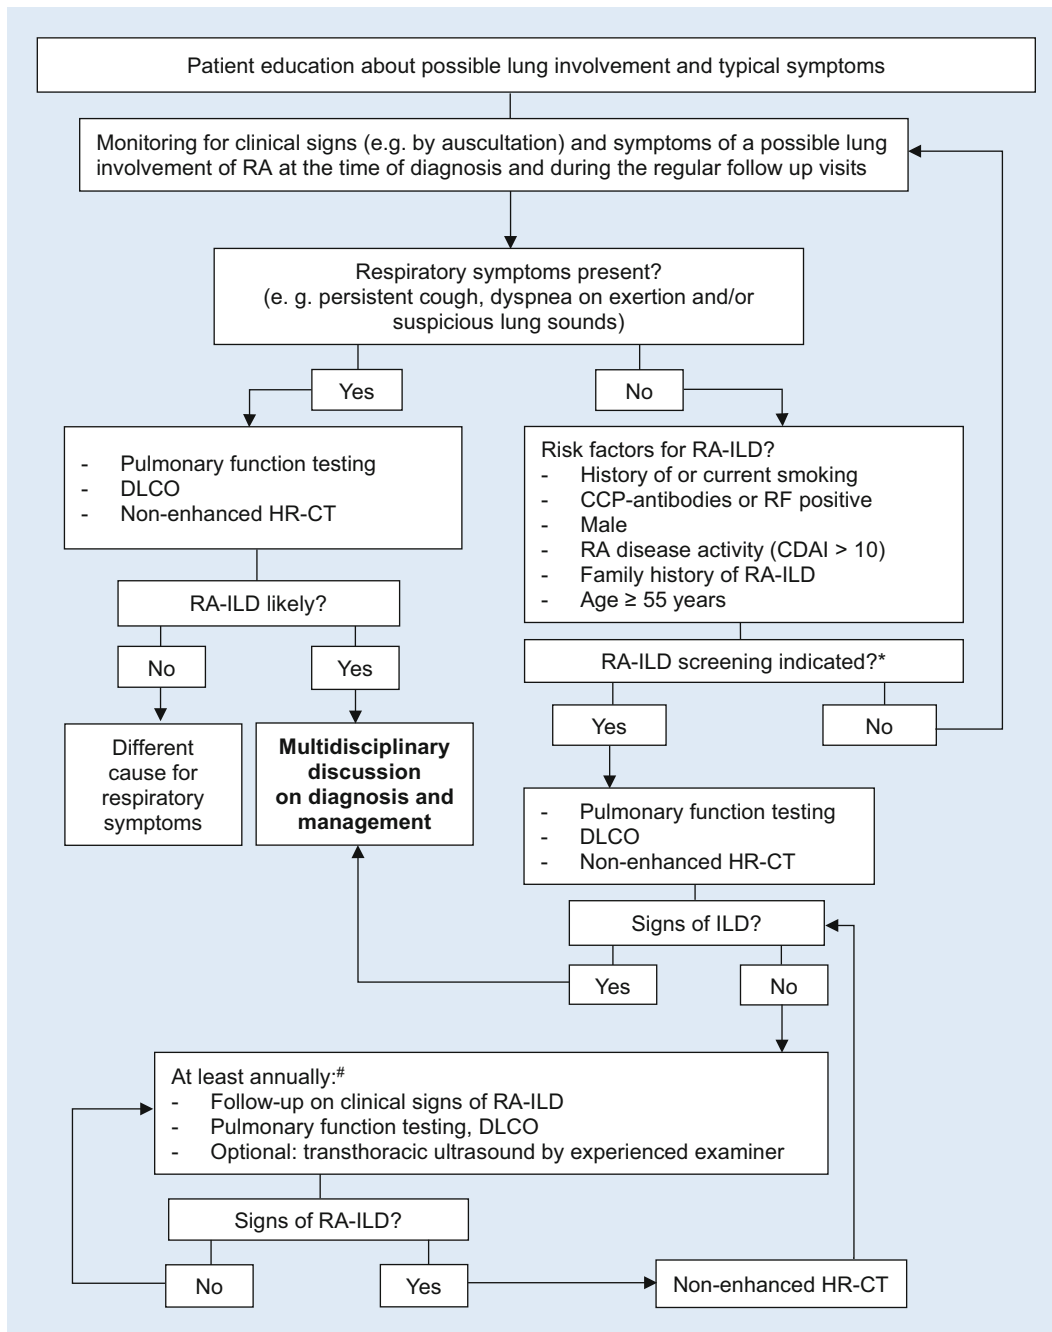 Patient education about possible lung involvement and typical symptoms
Monitoring for clinical signs (e.g. by auscultation) and symptoms of a possible lung
involvement of RA at the time of diagnosis and during the regular follow up visits
Respiratory symptoms present?
(e. g. persistent cough, dyspnea on exertion and/or
suspicious lung sounds)
Yes
No
- Pulmonary function testing
- DLCO
- Non-enhanced HR-CT
Risk factors for RA-ILD?
- History of or current smoking
- CCP-antibodies or RF positive
- Male
- RA disease activity (CDAI > 10)
- Family history of RA-ILD
- Age ≥ 55 years
RA-ILD likely?
No
Yes
RA-ILD screening indicated?*
Yes
No
Different
cause for
respiratory
symptoms
Multidisciplinary
discussion
on diagnosis and
management
- Pulmonary function testing
- DLCO
- Non-enhanced HR-CT
Signs of ILD?
Yes
No
At least annually:#
- Follow-up on clinical signs of RA-ILD
- Pulmonary function testing, DLCO
- Optional: transthoracic ultrasound by experienced examiner
Signs of RA-ILD?
No
Yes
Non-enhanced HR-CT